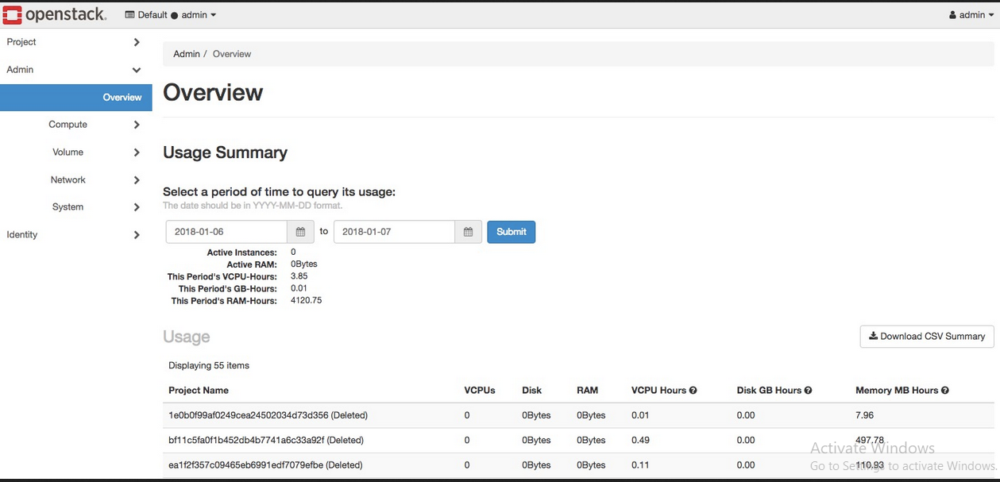 openstack. Default ● admin admin
Project
Admin
Overview
Compute
Volume
Network
System
Identity
Admin / Overview
Overview
Usage Summary
Select a period of time to query its usage:
The date should be in YYYY-MM-DD format.
2018-01-06 to 2018-01-07 Submit
Active Instances: 0
Active RAM: 0Bytes
This Period's VCPU-Hours: 3.85
This Period's GB-Hours: 0.01
This Period's RAM-Hours: 4120.75
Usage
Download CSV Summary
Displaying 55 items
Project Name VCPUs Disk RAM VCPU Hours Disk GB Hours Memory MB Hours
1e0b0f99af0249cea24502034d73d356 (Deleted) 0 0Bytes 0Bytes 0.01 0.00 7.96
bf11c5fa0f1b452db4b7741a6c33a92f (Deleted) 0 0Bytes 0Bytes 0.49 0.00 497.78
ea1f2f357c09465eb6991edf7079efbe (Deleted) 0 0Bytes 0Bytes 0.11 0.00 110.93
Activate Windows
Go to Settings to activate Windows.